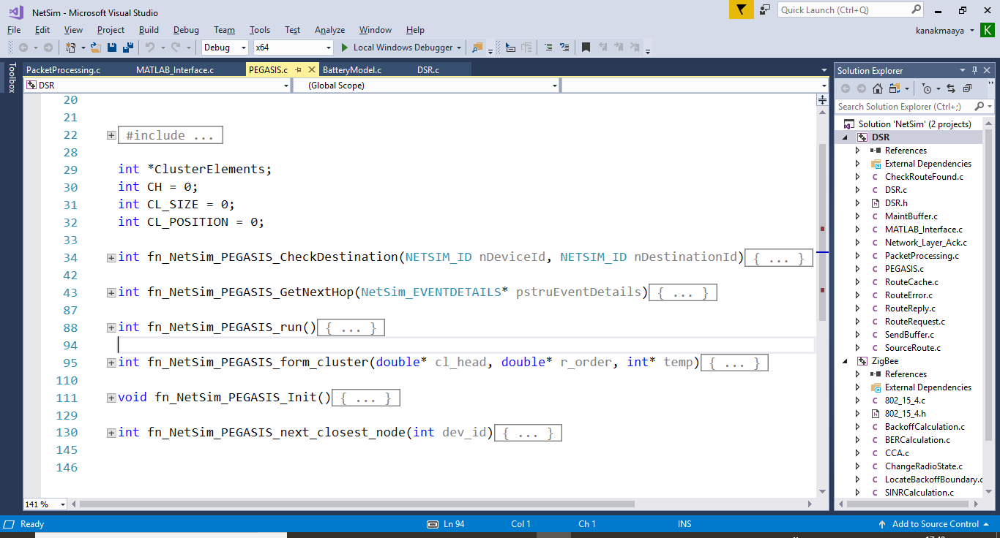 NetSim - Microsoft Visual Studio
Quick Launch (Ctrl+Q)
File Edit View Project Build Debug Team Tools Test Analyze Window Help
kanakmaaya K
Debug x64 Local Windows Debugger
Toolbox
PacketProcessing.c MATLAB_Interface.c PEGASIS.c BatteryModel.c DSR.c
DSR (Global Scope)
20
21
22 #include ...
28
29 int *ClusterElements;
30 int CH = 0;
31 int CL_SIZE = 0;
32 int CL_POSITION = 0;
33
34 int fn_NetSim_PEGASIS_CheckDestination(NETSIM_ID nDeviceId, NETSIM_ID nDestinationId){ ... }
42
43 int fn_NetSim_PEGASIS_GetNextHop(NetSim_EVENTDETAILS* pstruEventDetails){ ... }
87
88 int fn_NetSim_PEGASIS_run(){ ... }
94
95 int fn_NetSim_PEGASIS_form_cluster(double* cl_head, double* r_order, int* temp){ ... }
110
111 void fn_NetSim_PEGASIS_Init(){ ... }
129
130 int fn_NetSim_PEGASIS_next_closest_node(int dev_id){ ... }
145
146
141 %
Solution Explorer
Search Solution Explorer (Ctrl+;)
Solution 'NetSim' (2 projects)
DSR
References
External Dependencies
CheckRouteFound.c
DSR.c
DSR.h
MaintBuffer.c
MATLAB_Interface.c
Network_Layer_Ack.c
PacketProcessing.c
PEGASIS.c
RouteCache.c
RouteError.c
RouteReply.c
RouteRequest.c
SendBuffer.c
SourceRoute.c
ZigBee
References
External Dependencies
802_15_4.c
802_15_4.h
BackoffCalculation.c
BERCalculation.c
CCA.c
ChangeRadioState.c
LocateBackoffBoundary.c
SINRCalculation.c
Ready Ln 94 Col 1 Ch 1 INS Add to Source Control